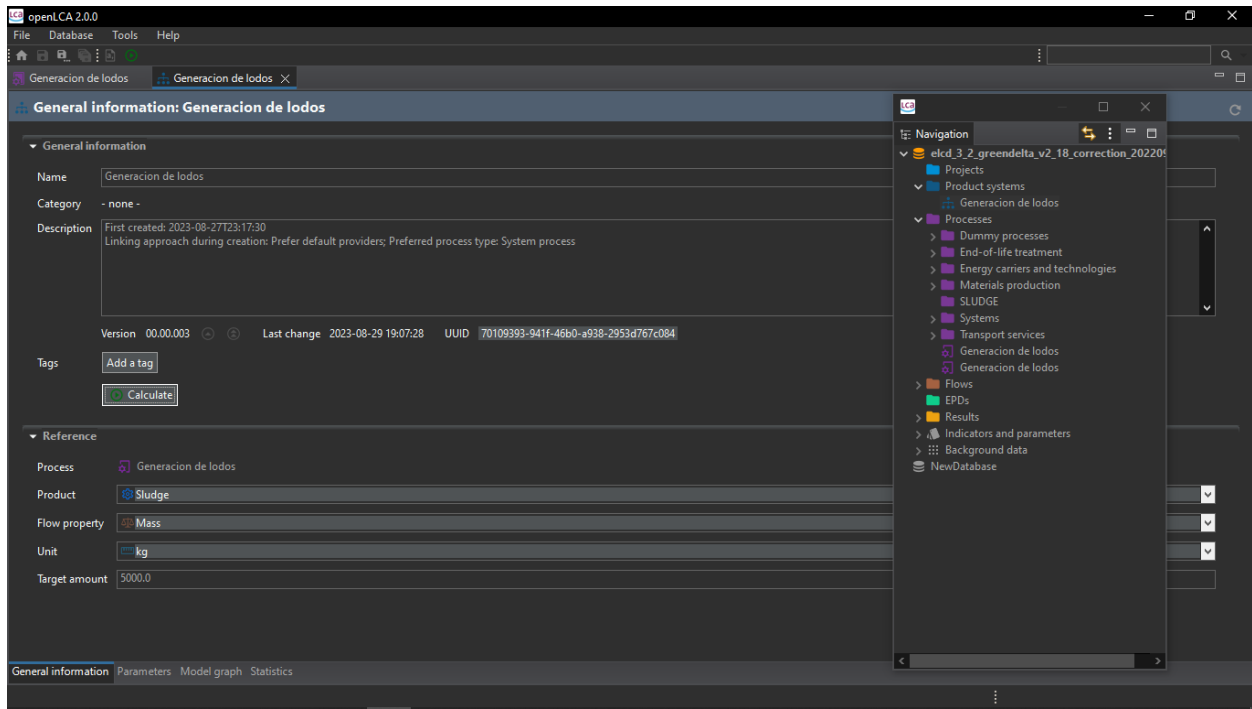 LCA openLCA 2.0.0
File Database Tools Help
Generacion de lodos Generacion de lodos
General information: Generacion de lodos
General information
Name Generacion de lodos
Category - none -
Description First created: 2023-08-27T23:17:30
Linking approach during creation: Prefer default providers; Preferred process type: System process
Version 00.00.003 Last change 2023-08-29 19:07:28 UUID 70109393-941f-46b0-a938-2953d767c084
Tags Add a tag
Calculate
Reference
Process Generacion de lodos
Product Sludge
Flow property Mass
Unit kg
Target amount 5000.0
General information Parameters Model graph Statistics
LCA
Navigation
elcd_3_2_greendelta_v2_18_correction_20220
Projects
Product systems
Generacion de lodos
Processes
Dummy processes
End-of-life treatment
Energy carriers and technologies
Materials production
SLUDGE
Systems
Transport services
Generacion de lodos
Generacion de lodos
Flows
EPDs
Results
Indicators and parameters
Background data
NewDatabase